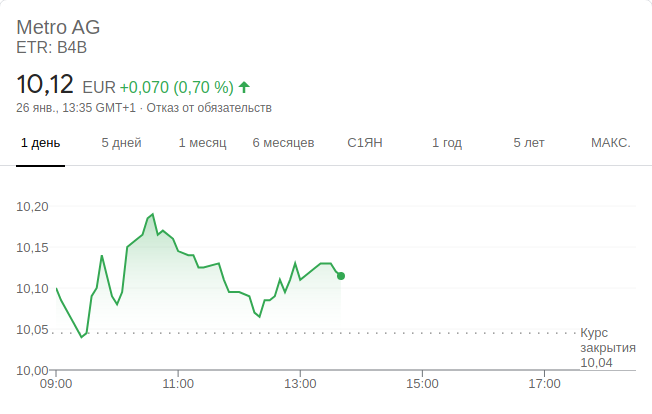 Metro AG
ETR: B4B
10,12 EUR +0,070 (0,70 %)
26 янв., 13:35 GMT+1 · Отказ от обязательств
1 день 5 дней 1 месяц 6 месяцев С1ЯН 1 год 5 лет МАКС.
10,20
10,15
10,10
10,05
Курс
закрытия
10,04
10,00
09:00 11:00 13:00 15:00 17:00